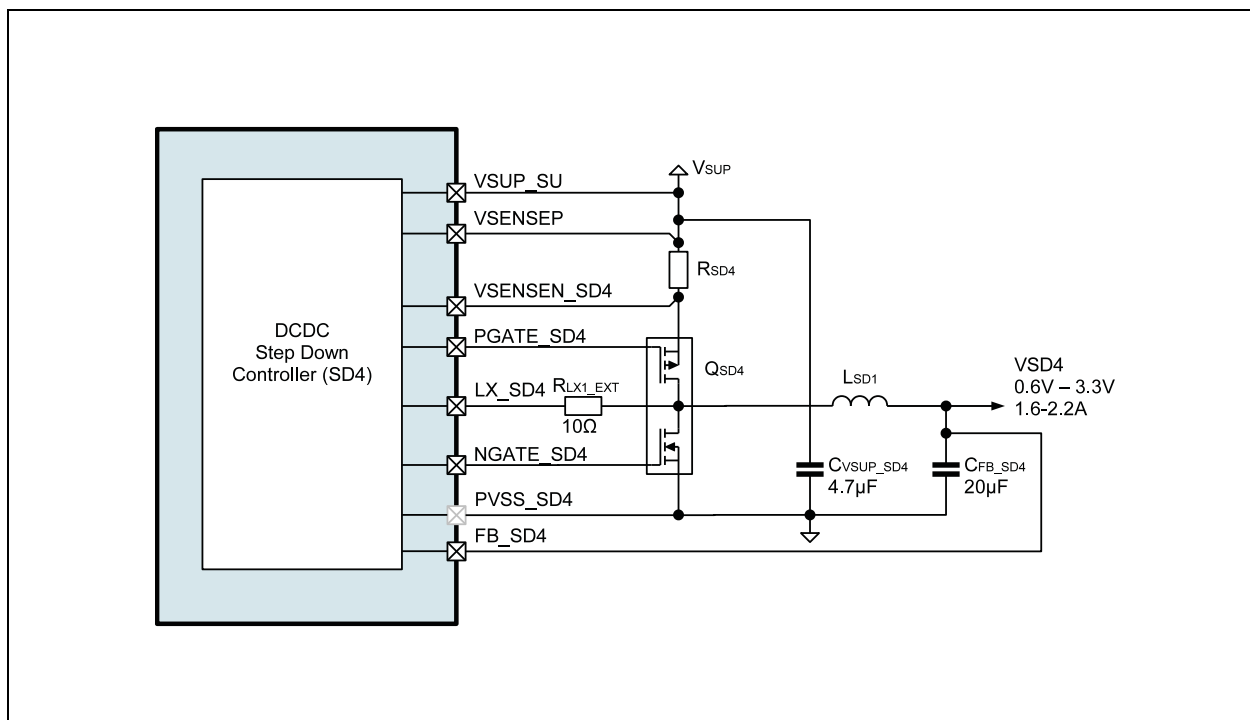 VSUP_SU
VSUP
VSENSEP
RSD4
VSENSEN_SD4
DCDC
Step Down
Controller (SD4)
PGATE_SD4
QSD4
LX_SD4
RLX1_EXT
10Ω
LSD1
VSD4
0.6V – 3.3V
1.6-2.2A
NGATE_SD4
CVSUP_SD4
4.7µF
CFB_SD4
20µF
PVSS_SD4
FB_SD4